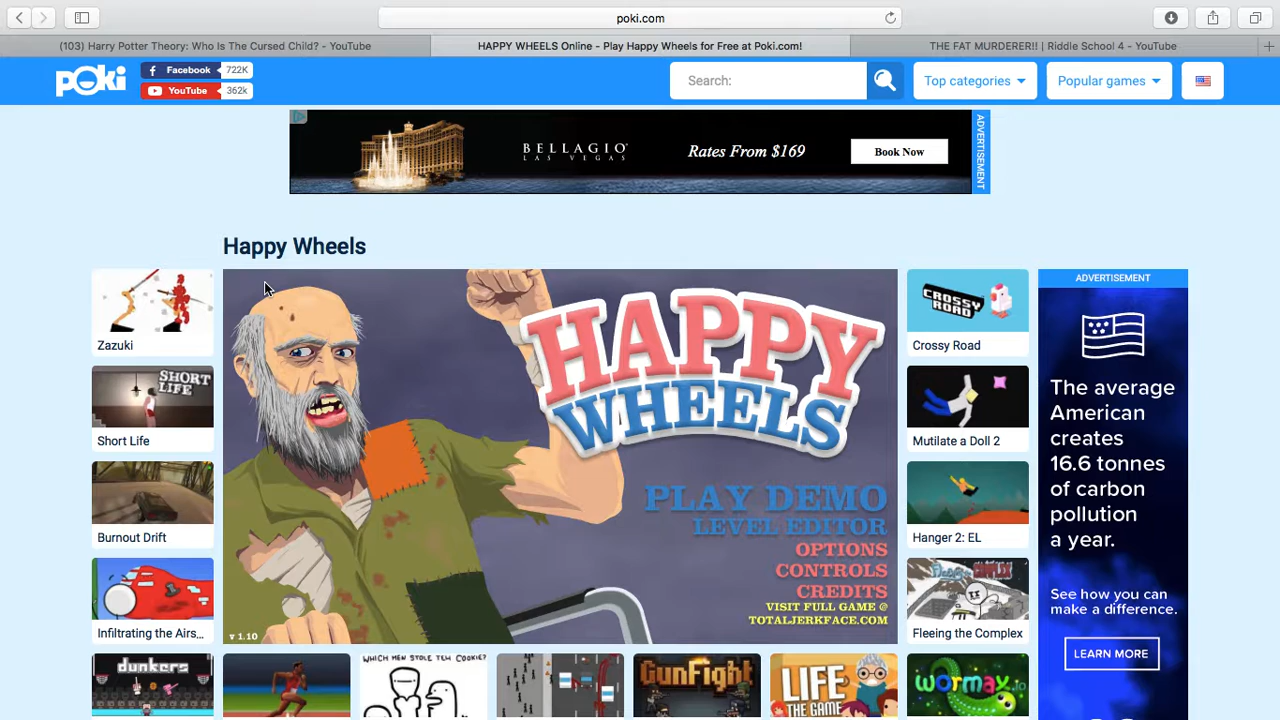 poki.com
(103) Harry Potter Theory: Who Is The Cursed Child? - YouTube
HAPPY WHEELS Online - Play Happy Wheels for Free at Poki.com!
THE FAT MURDERER!! | Riddle School 4 - YouTube
POKI
Facebook 722K
YouTube 362k
Search:
Top categories
Popular games
BELLAGIO
LAS VEGAS
Rates From $169
Book Now
ADVERTISEMENT
Happy Wheels
Zazuki
SHORT
LIFE
Short Life
Burnout Drift
Infiltrating the Airs...
HAPPY
WHEELS
PLAY DEMO
LEVEL EDITOR
OPTIONS
CONTROLS
CREDITS
VISIT FULL GAME @
TOTALJERKFACE.COM
v 1.10
CROSSY
ROAD
Crossy Road
Mutilate a Doll 2
Hanger 2: EL
Fleeing the Complex
ADVERTISEMENT
The average
American
creates
16.6 tonnes
of carbon
pollution
a year.
See how you can
make a difference.
LEARN MORE
dunkers
WHICH MEN STOLE TEH COOKIE?
GUNFIGHT
LIFE
THE GAME
wormax.io